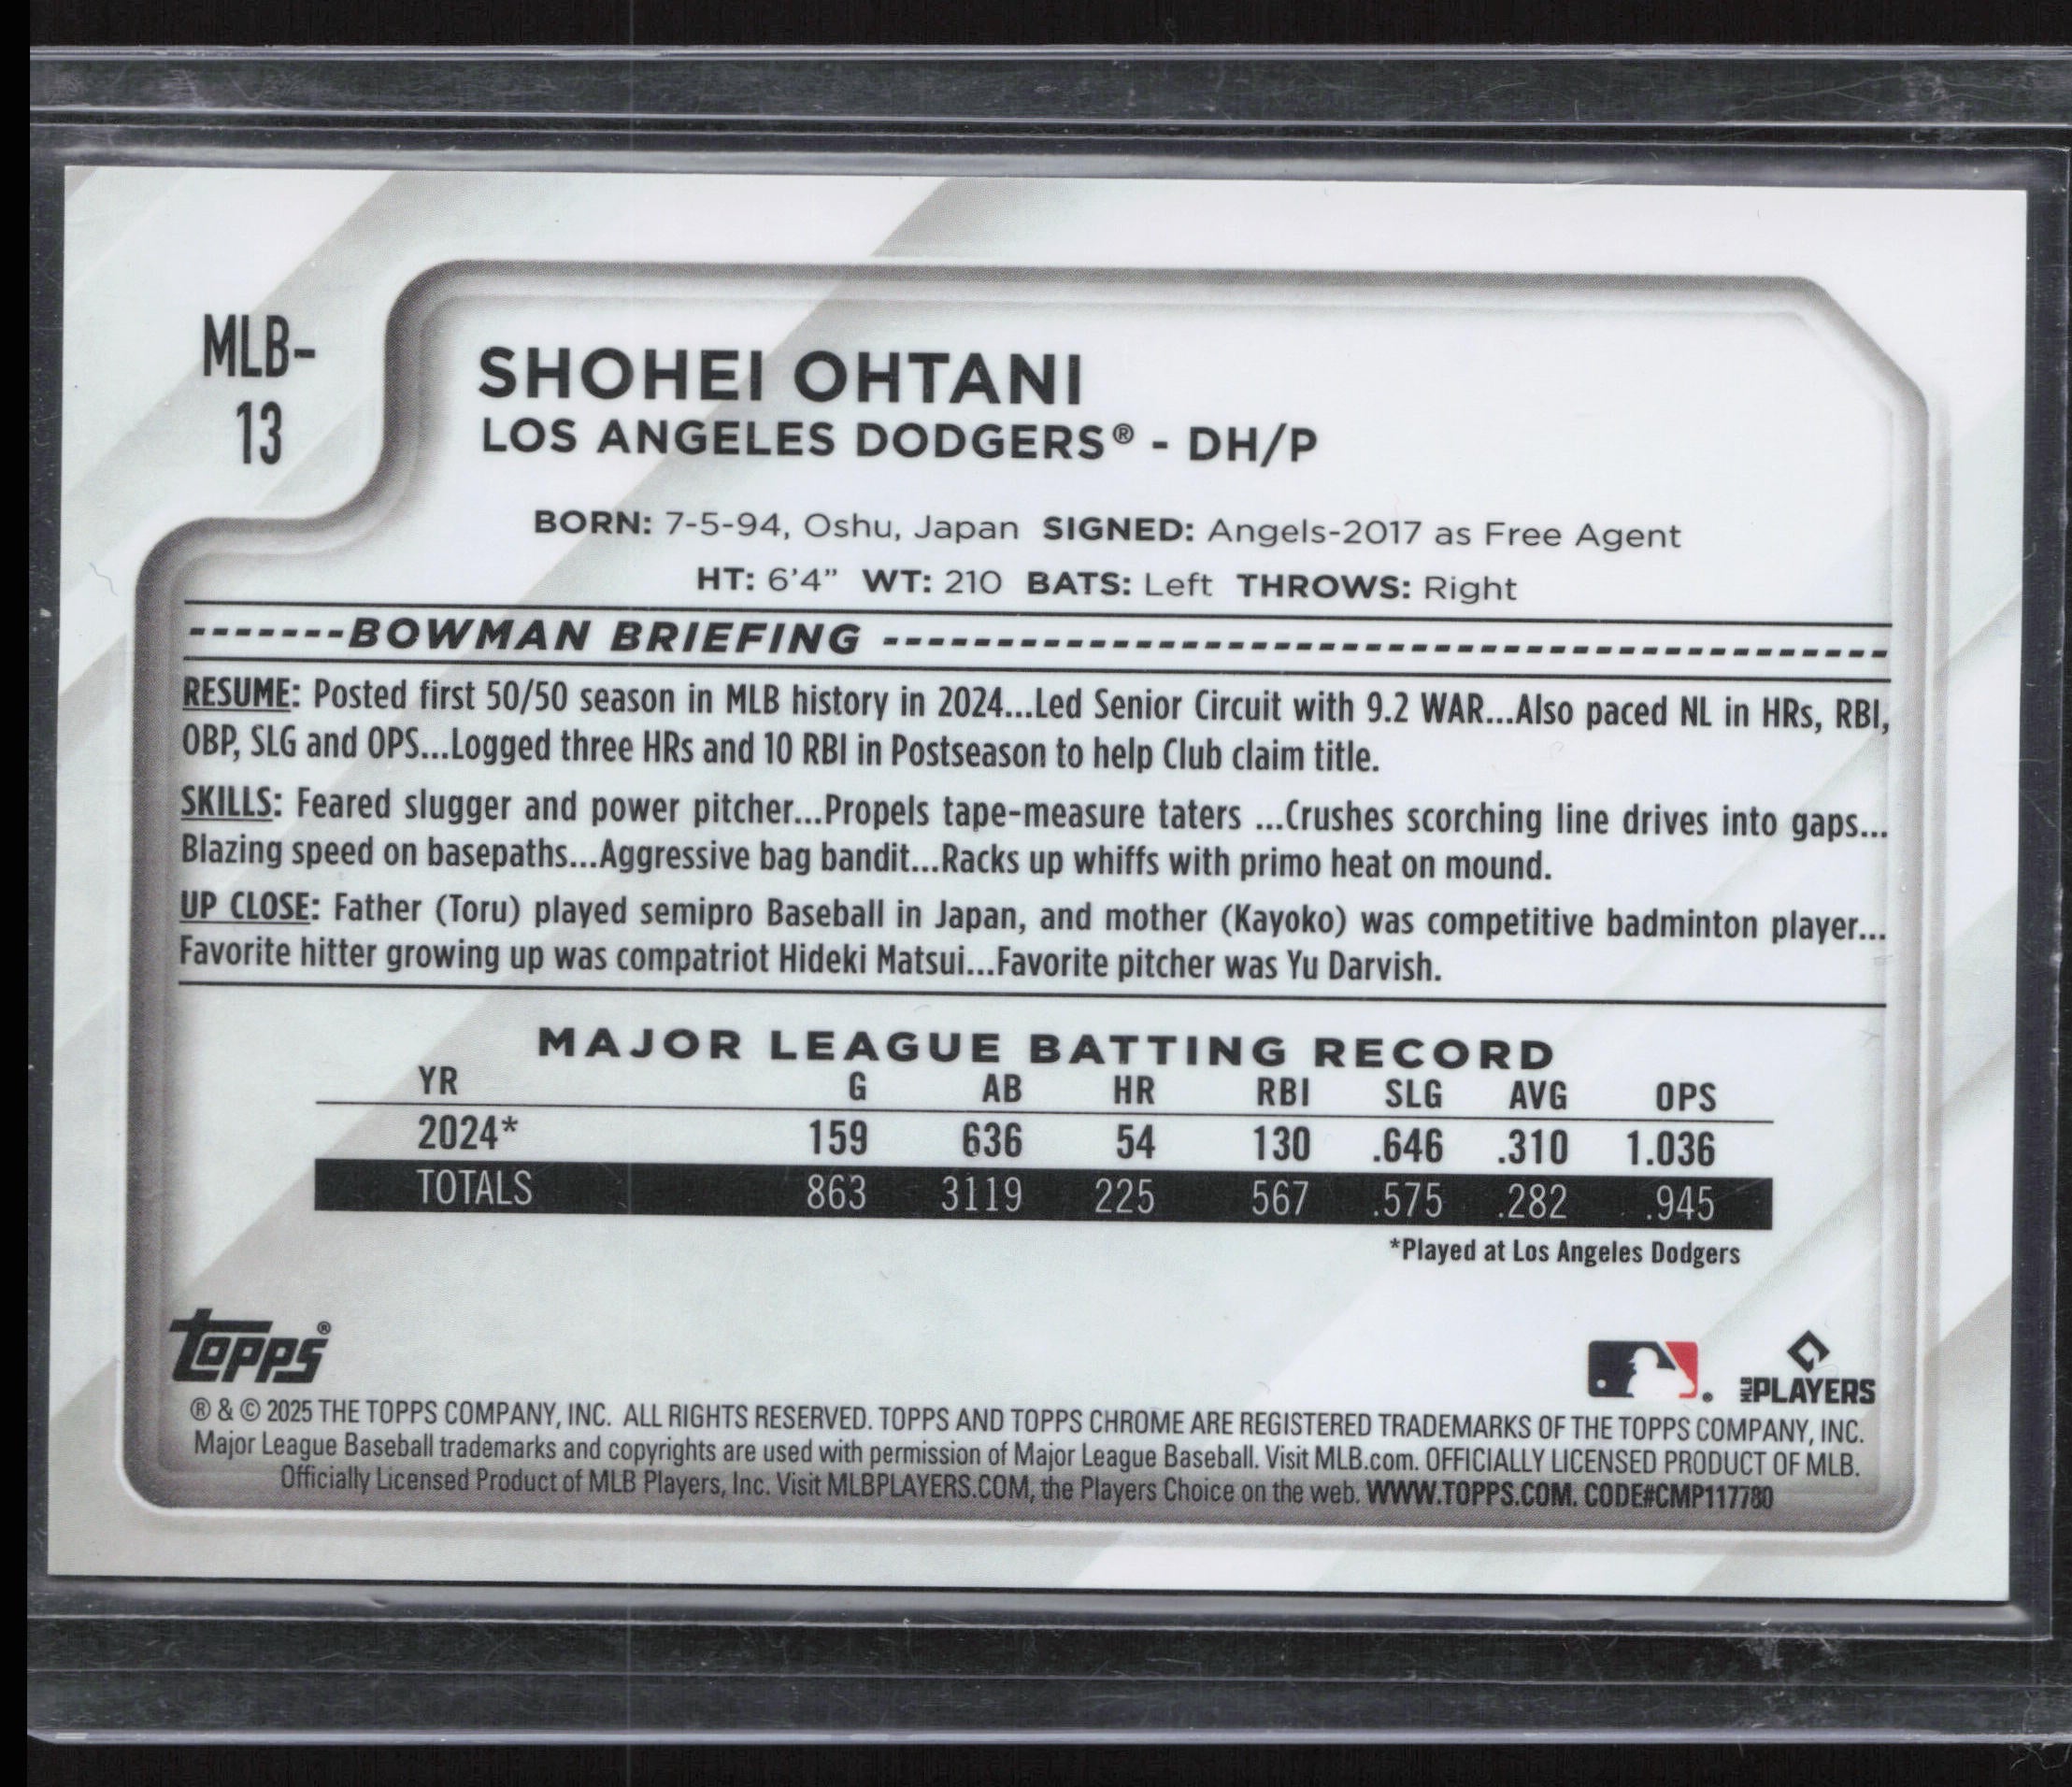 MLB-
13
SHOHEI OHTANI
LOS ANGELES DODGERS® - DH/P
BORN: 7-5-94, Oshu, Japan SIGNED: Angels-2017 as Free Agent
HT: 6'4" WT: 210 BATS: Left THROWS: Right
-------BOWMAN BRIEFING --------------------------------------------
RESUME: Posted first 50/50 season in MLB history in 2024...Led Senior Circuit with 9.2 WAR...Also paced NL in HRs, RBI,
OBP, SLG and OPS...Logged three HRs and 10 RBI in Postseason to help Club claim title.
SKILLS: Feared slugger and power pitcher...Propels tape-measure taters ...Crushes scorching line drives into gaps...
Blazing speed on basepaths...Aggressive bag bandit...Racks up whiffs with primo heat on mound.
UP CLOSE: Father (Toru) played semipro Baseball in Japan, and mother (Kayoko) was competitive badminton player...
Favorite hitter growing up was compatriot Hideki Matsui...Favorite pitcher was Yu Darvish.
MAJOR LEAGUE BATTING RECORD
YR G AB HR RBI SLG AVG OPS
2024* 159 636 54 130 .646 .310 1.036
TOTALS 863 3119 225 567 .575 .282 .945
*Played at Los Angeles Dodgers
Topps®
MLB PLAYERS
® & © 2025 THE TOPPS COMPANY, INC. ALL RIGHTS RESERVED. TOPPS AND TOPPS CHROME ARE REGISTERED TRADEMARKS OF THE TOPPS COMPANY, INC.
Major League Baseball trademarks and copyrights are used with permission of Major League Baseball. Visit MLB.com. OFFICIALLY LICENSED PRODUCT OF MLB.
Officially Licensed Product of MLB Players, Inc. Visit MLBPLAYERS.COM, the Players Choice on the web. WWW.TOPPS.COM. CODE#CMP117780